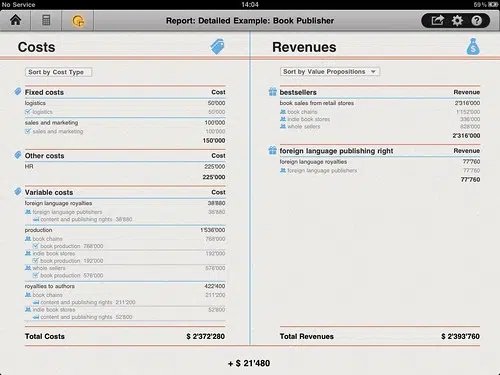 No Service
14:04
59%
Report: Detailed Example: Book Publisher
Costs
Sort by Cost Type
Fixed costs Cost
logistics 50'000
logistics 50'000
sales and marketing 100'000
sales and marketing 100'000
150'000
Other costs Cost
HR 225'000
225'000
Variable costs Cost
foreign language royalties 38'880
foreign language publishers 38'880
content and publishing rights 38'880
production 1'536'000
book chains 768'000
book production 768'000
indie book stores 192'000
book production 192'000
whole sellers 576'000
book production 576'000
royalties to authors 422'400
book chains 211'200
content and publishing rights 211'200
indie book stores 52'800
content and publishing rights 52'800
Total Costs $ 2'372'280
Revenues
Sort by Value Propositions
bestsellers Revenue
book sales from retail stores 2'316'000
book chains 1'152'000
indie book stores 336'000
whole sellers 828'000
2'316'000
foreign language publishing right Revenue
foreign language royalties 77'760
foreign language publishers 77'760
77'760
Total Revenues $ 2'393'760
+ $ 21'480